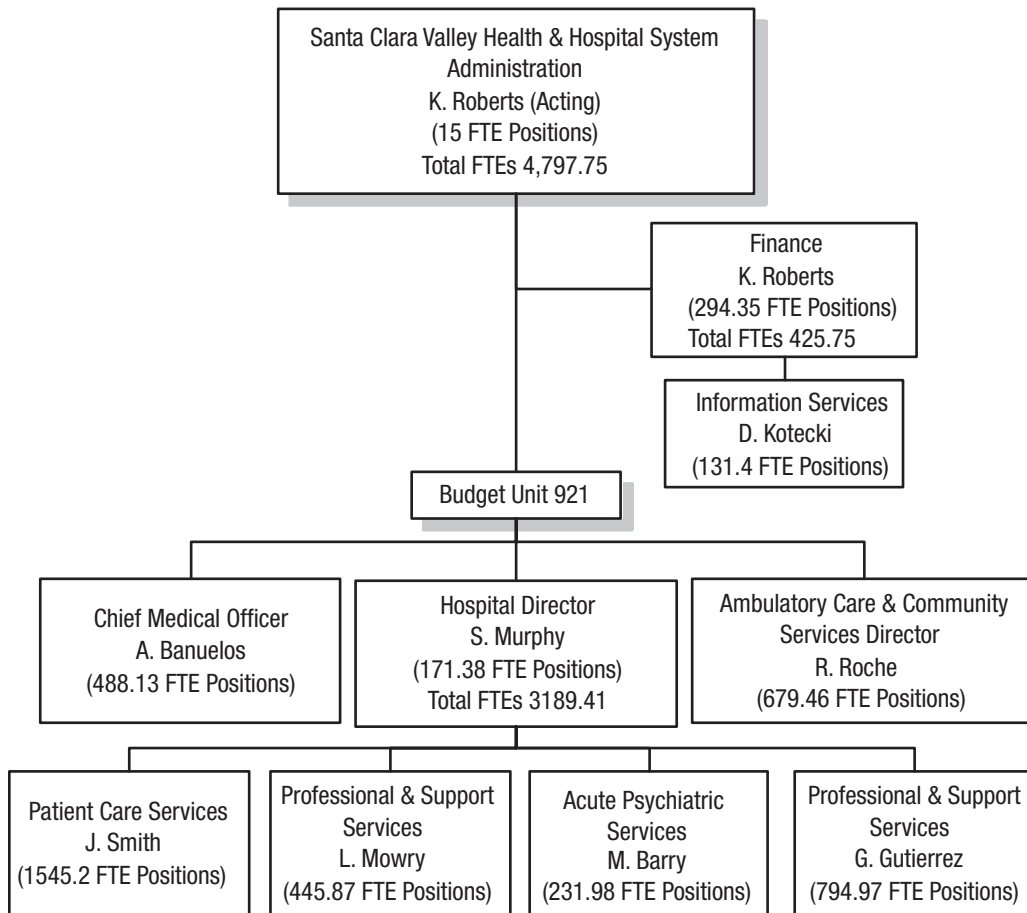 Santa Clara Valley Health & Hospital System
Administration
K. Roberts (Acting)
(15 FTE Positions)
Total FTEs 4,797.75
Finance
K. Roberts
(294.35 FTE Positions)
Total FTEs 425.75
Information Services
D. Kotecki
(131.4 FTE Positions)
Budget Unit 921
Chief Medical Officer
A. Banuelos
(488.13 FTE Positions)
Hospital Director
S. Murphy
(171.38 FTE Positions)
Total FTEs 3189.41
Ambulatory Care & Community
Services Director
R. Roche
(679.46 FTE Positions)
Patient Care Services
J. Smith
(1545.2 FTE Positions)
Professional & Support
Services
L. Mowry
(445.87 FTE Positions)
Acute Psychiatric
Services
M. Barry
(231.98 FTE Positions)
Professional & Support
Services
G. Gutierrez
(794.97 FTE Positions)